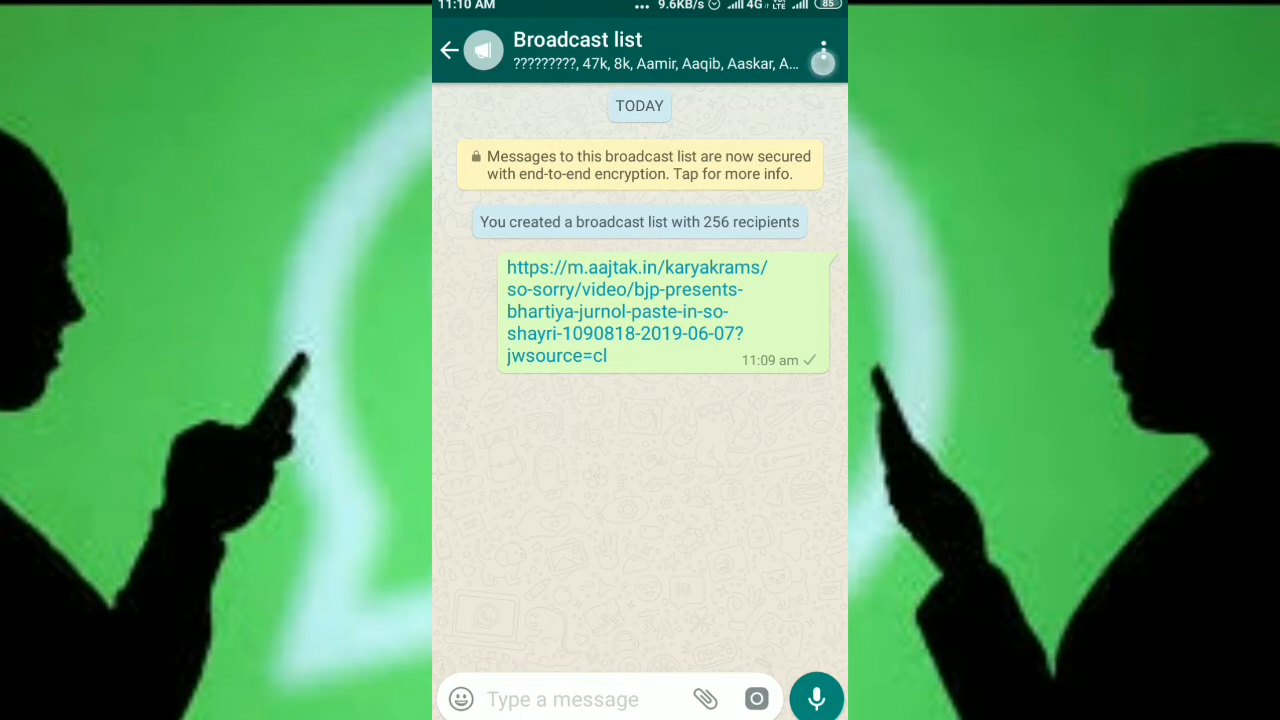 11:10 AM ... 9.6KB/s 4G VoLTE 85
Broadcast list
?????????, 47k, 8k, Aamir, Aaqib, Aaskar, A...
TODAY
Messages to this broadcast list are now secured
with end-to-end encryption. Tap for more info.
You created a broadcast list with 256 recipients
https://m.aajtak.in/karyakrams/
so-sorry/video/bjp-presents-
bhartiya-jurnol-paste-in-so-
shayri-1090818-2019-06-07?
jwsource=cl
11:09 am
Type a message